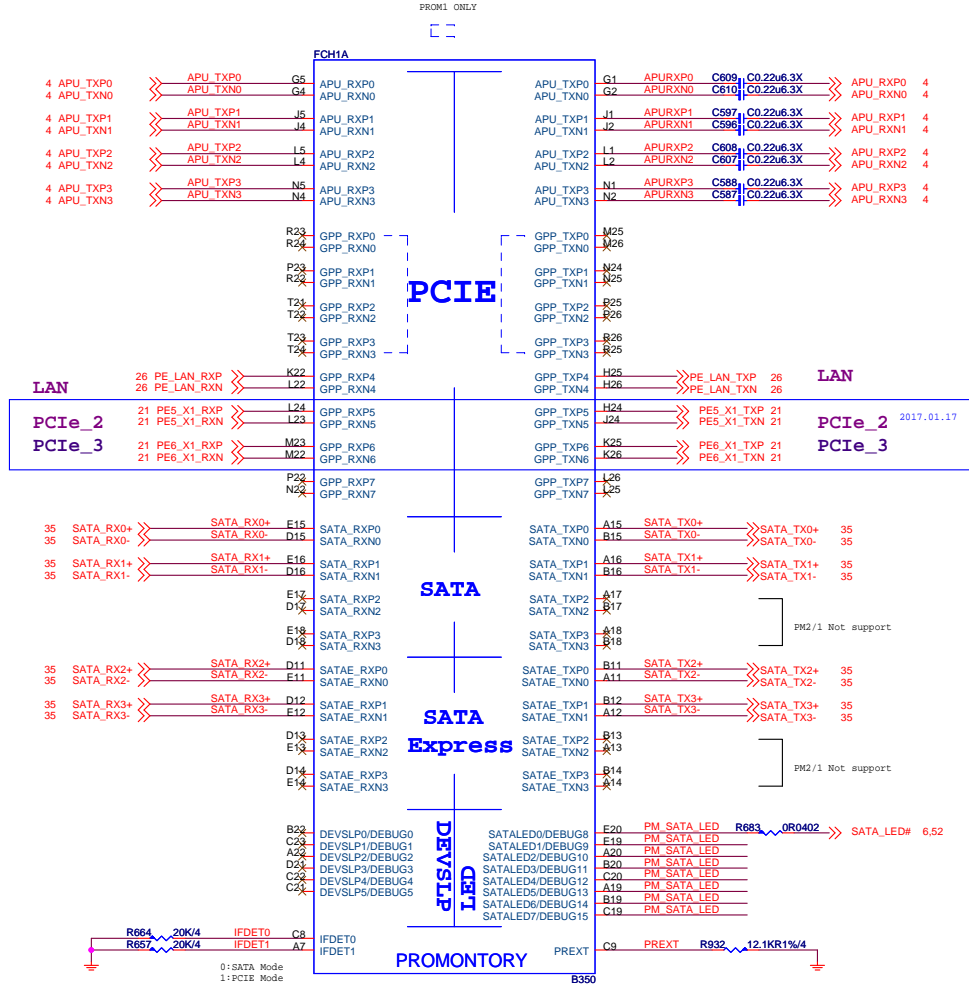 PROM1 ONLY
FCH1A
4 APU_TXP0 APU_TXP0 G5 APU_RXP0 APU_TXP0 G1 APURXP0 C609 C0.22u6.3X APU_RXP0 4
4 APU_TXN0 APU_TXN0 G4 APU_RXN0 APU_TXN0 G2 APURXN0 C610 C0.22u6.3X APU_RXN0 4
4 APU_TXP1 APU_TXP1 J5 APU_RXP1 APU_TXP1 J1 APURXP1 C597 C0.22u6.3X APU_RXP1 4
4 APU_TXN1 APU_TXN1 J4 APU_RXN1 APU_TXN1 J2 APURXN1 C596 C0.22u6.3X APU_RXN1 4
4 APU_TXP2 APU_TXP2 L5 APU_RXP2 APU_TXP2 L1 APURXP2 C608 C0.22u6.3X APU_RXP2 4
4 APU_TXN2 APU_TXN2 L4 APU_RXN2 APU_TXN2 L2 APURXN2 C607 C0.22u6.3X APU_RXN2 4
4 APU_TXP3 APU_TXP3 N5 APU_RXP3 APU_TXP3 N1 APURXP3 C588 C0.22u6.3X APU_RXP3 4
4 APU_TXN3 APU_TXN3 N4 APU_RXN3 APU_TXN3 N2 APURXN3 C587 C0.22u6.3X APU_RXN3 4
R23 GPP_RXP0 GPP_TXP0 M25
R24 GPP_RXN0 GPP_TXN0 M26
P23 GPP_RXP1 GPP_TXP1 N24
R22 GPP_RXN1 GPP_TXN1 N25
PCIE
T21 GPP_RXP2 GPP_TXP2 P25
T22 GPP_RXN2 GPP_TXN2 P26
T23 GPP_RXP3 GPP_TXP3 R26
T24 GPP_RXN3 GPP_TXN3 R25
LAN 26 PE_LAN_RXP K22 GPP_RXP4 GPP_TXP4 H25 PE_LAN_TXP 26 LAN
26 PE_LAN_RXN L22 GPP_RXN4 GPP_TXN4 H26 PE_LAN_TXN 26
PCIe_2 21 PE5_X1_RXP L24 GPP_RXP5 GPP_TXP5 H24 PE5_X1_TXP 21 PCIe_2 2017.01.17
21 PE5_X1_RXN L23 GPP_RXN5 GPP_TXN5 J24 PE5_X1_TXN 21
PCIe_3 21 PE6_X1_RXP M23 GPP_RXP6 GPP_TXP6 K25 PE6_X1_TXP 21 PCIe_3
21 PE6_X1_RXN M22 GPP_RXN6 GPP_TXN6 K26 PE6_X1_TXN 21
P22 GPP_RXP7 GPP_TXP7 L26
N22 GPP_RXN7 GPP_TXN7 L25
35 SATA_RX0+ SATA_RX0+ E15 SATA_RXP0 SATA_TXP0 A15 SATA_TX0+ SATA_TX0+ 35
35 SATA_RX0- SATA_RX0- D15 SATA_RXN0 SATA_TXN0 B15 SATA_TX0- SATA_TX0- 35
35 SATA_RX1+ SATA_RX1+ E16 SATA_RXP1 SATA_TXP1 A16 SATA_TX1+ SATA_TX1+ 35
35 SATA_RX1- SATA_RX1- D16 SATA_RXN1 SATA_TXN1 B16 SATA_TX1- SATA_TX1- 35
SATA
E17 SATA_RXP2 SATA_TXP2 A17
D17 SATA_RXN2 SATA_TXN2 B17
PM2/1 Not support
E18 SATA_RXP3 SATA_TXP3 A18
D18 SATA_RXN3 SATA_TXN3 B18
35 SATA_RX2+ SATA_RX2+ D11 SATAE_RXP0 SATAE_TXP0 B11 SATA_TX2+ SATA_TX2+ 35
35 SATA_RX2- SATA_RX2- E11 SATAE_RXN0 SATAE_TXN0 A11 SATA_TX2- SATA_TX2- 35
35 SATA_RX3+ SATA_RX3+ D12 SATAE_RXP1 SATAE_TXP1 B12 SATA_TX3+ SATA_TX3+ 35
35 SATA_RX3- SATA_RX3- E12 SATAE_RXN1 SATAE_TXN1 A12 SATA_TX3- SATA_TX3- 35
SATA
Express
D13 SATAE_RXP2 SATAE_TXP2 B13
E13 SATAE_RXN2 SATAE_TXN2 A13
PM2/1 Not support
D14 SATAE_RXP3 SATAE_TXP3 B14
E14 SATAE_RXN3 SATAE_TXN3 A14
DEVSLP
LED
B22 DEVSLP0/DEBUG0 SATALED0/DEBUG8 E20 PM_SATA_LED R683 0R0402 SATA_LED# 6,52
C23 DEVSLP1/DEBUG1 SATALED1/DEBUG9 E19 PM_SATA_LED
A22 DEVSLP2/DEBUG2 SATALED2/DEBUG10 A20 PM_SATA_LED
D21 DEVSLP3/DEBUG3 SATALED3/DEBUG11 B20 PM_SATA_LED
C22 DEVSLP4/DEBUG4 SATALED4/DEBUG12 C20 PM_SATA_LED
C21 DEVSLP5/DEBUG5 SATALED5/DEBUG13 A19 PM_SATA_LED
SATALED6/DEBUG14 B19 PM_SATA_LED
SATALED7/DEBUG15 C19 PM_SATA_LED
R664 20K/4 IFDET0 C8 IFDET0
R657 20K/4 IFDET1 A7 IFDET1 PREXT C9 PREXT R932 12.1KR1%/4
PROMONTORY
0:SATA Mode
1:PCIE Mode
B350